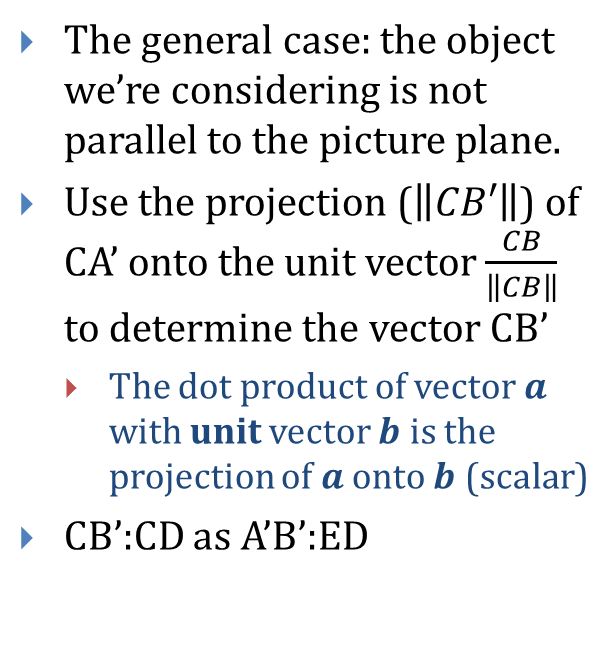 The general case: the object
we’re considering is not
parallel to the picture plane.
Use the projection (‖CB′‖) of
CA’ onto the unit vector CB/‖CB‖
to determine the vector CB’
The dot product of vector a
with unit vector b is the
projection of a onto b (scalar)
CB’:CD as A’B’:ED